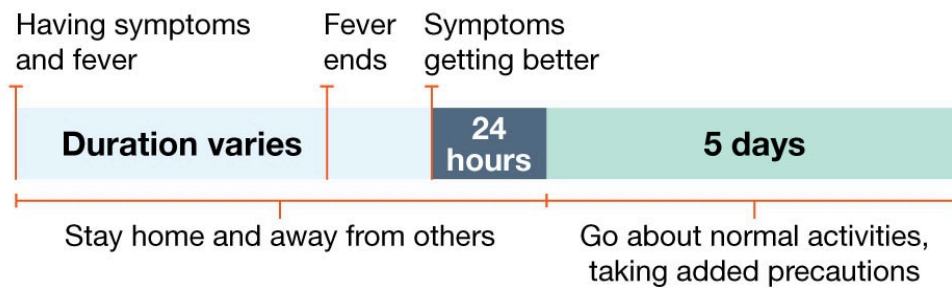 Having symptoms
and fever
Fever
ends
Symptoms
getting better
Duration varies
24
hours
5 days
Stay home and away from others
Go about normal activities,
taking added precautions